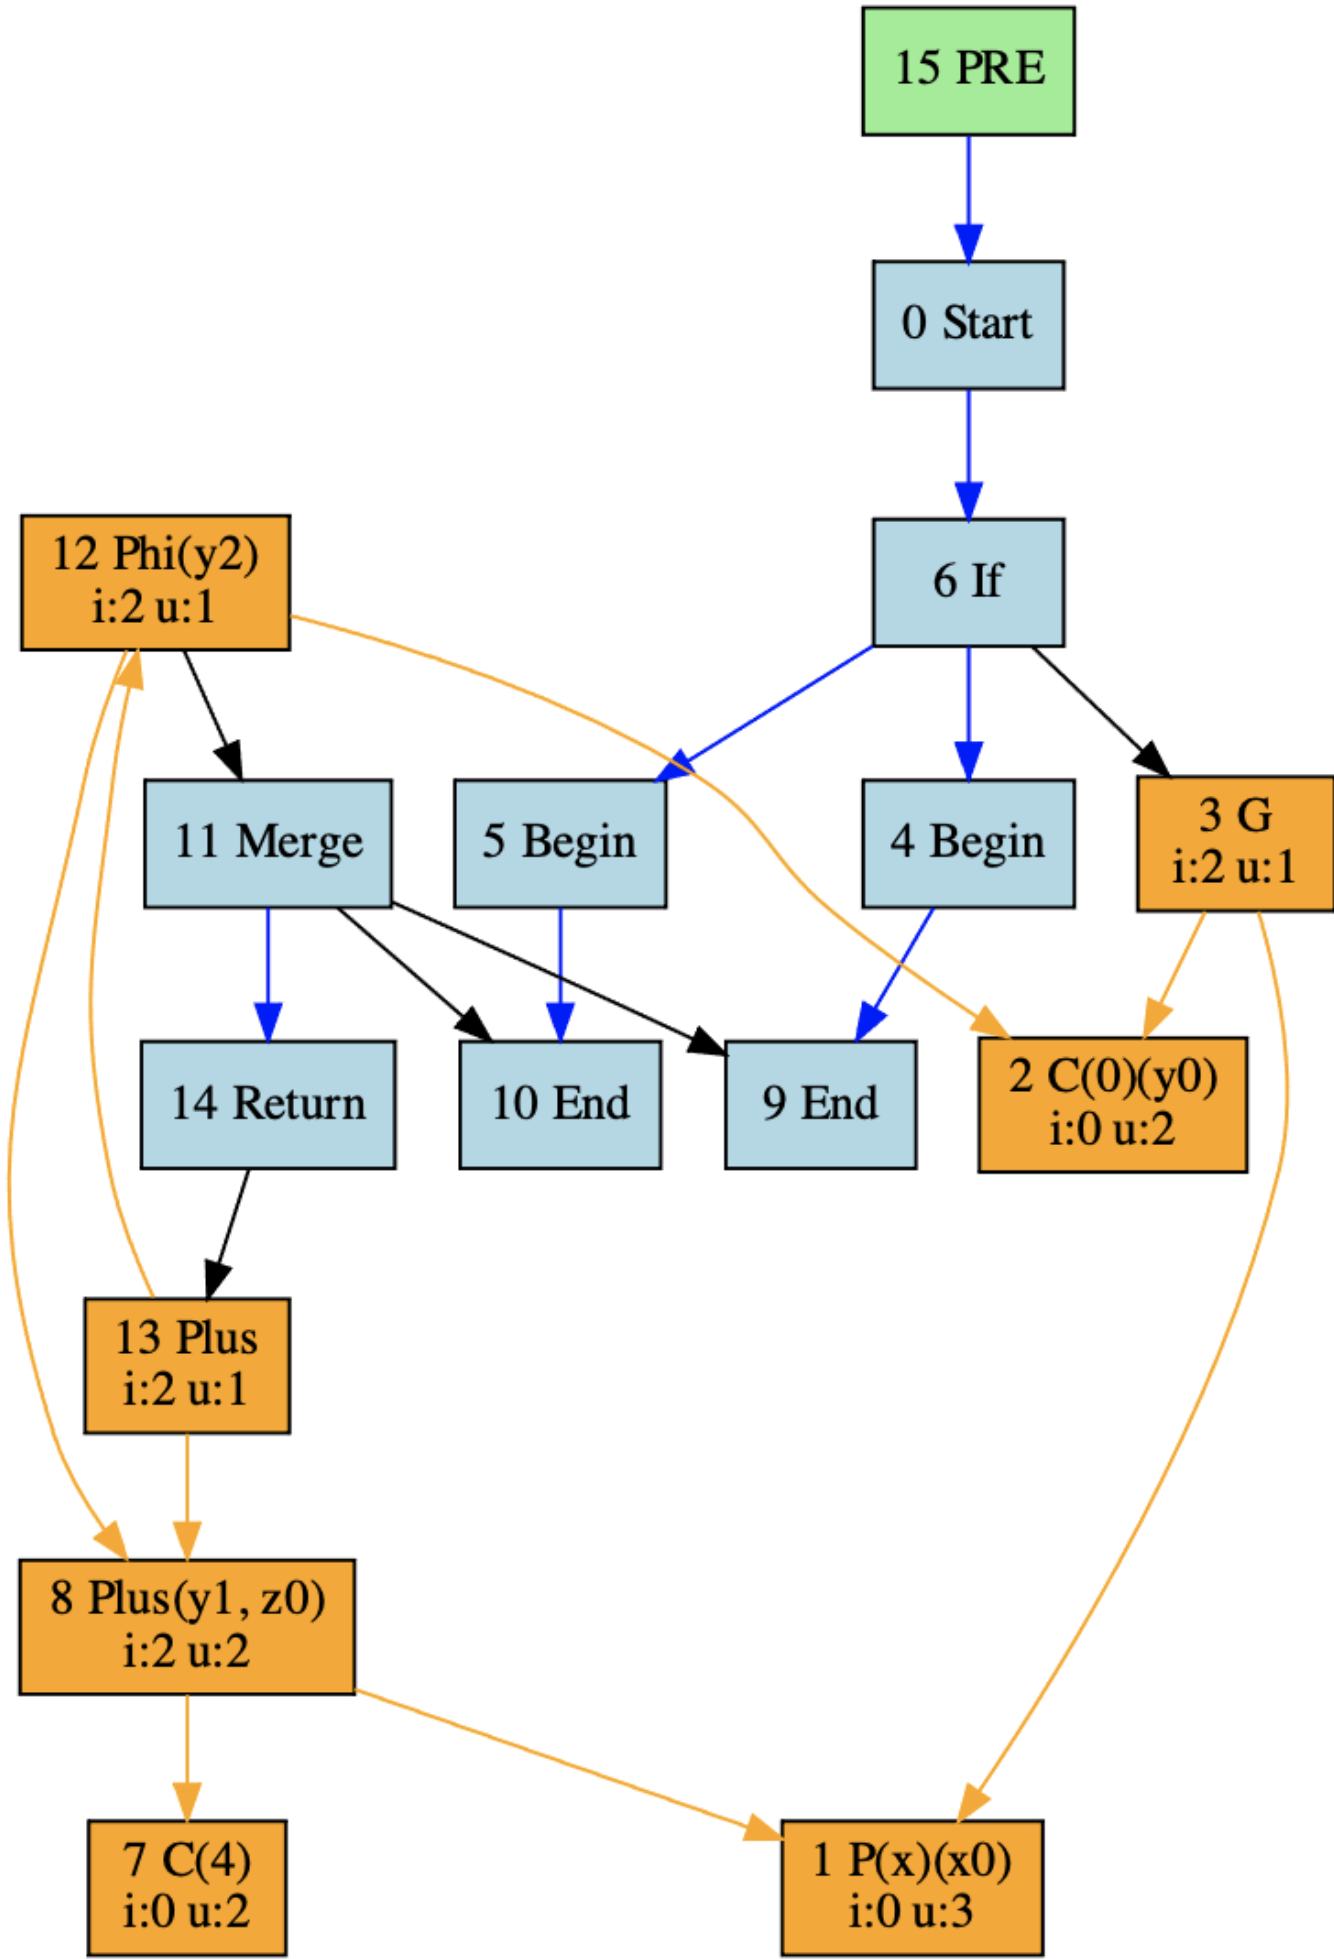 15 PRE
0 Start
6 If
12 Phi(y2)
i:2 u:1
11 Merge
5 Begin
4 Begin
3 G
i:2 u:1
14 Return
10 End
9 End
2 C(0)(y0)
i:0 u:2
13 Plus
i:2 u:1
8 Plus(y1, z0)
i:2 u:2
7 C(4)
i:0 u:2
1 P(x)(x0)
i:0 u:3